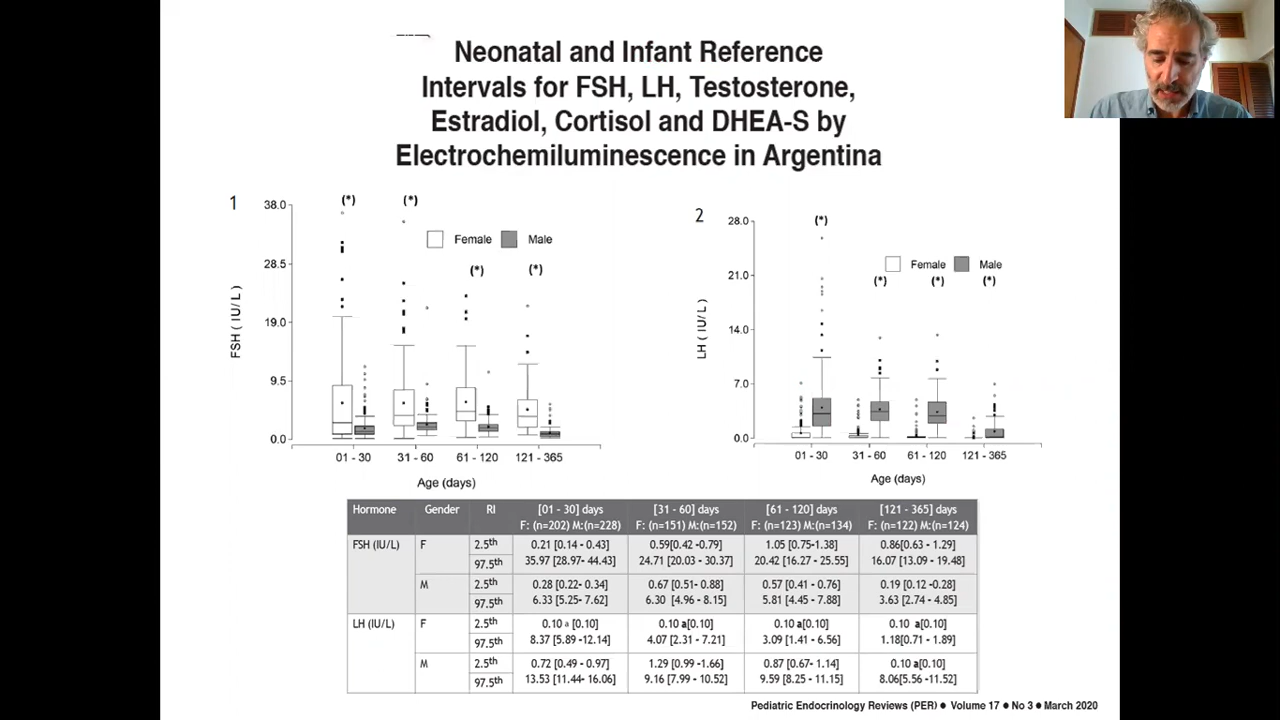 Neonatal and Infant Reference
Intervals for FSH, LH, Testosterone,
Estradiol, Cortisol and DHEA-S by
Electrochemiluminescence in Argentina
1
38.0
28.5
19.0
9.5
0.0
FSH ( IU/ L )
(*)
(*)
(*)
(*)
Female
Male
01 - 30
31 - 60
61 - 120
121 - 365
Age (days)
2
28.0
21.0
14.0
7.0
0.0
LH ( IU/ L )
(*)
(*)
(*)
(*)
Female
Male
01 - 30
31 - 60
61 - 120
121 - 365
Age (days)
Hormone Gender RI [01 - 30] days [31 - 60] days [61 - 120] days [121 - 365] days
F: (n=202) M:(n=228) F: (n=151) M:(n=152) F: (n=123) M:(n=134) F: (n=122) M:(n=124)
FSH (IU/L) F 2.5th 0.21 [0.14 - 0.43] 0.59[0.42 -0.79] 1.05 [0.75-1.38] 0.86[0.63 - 1.29]
97.5th 35.97 [28.97- 44.43] 24.71 [20.03 - 30.37] 20.42 [16.27 - 25.55] 16.07 [13.09 - 19.48]
M 2.5th 0.28 [0.22- 0.34] 0.67 [0.51- 0.88] 0.57 [0.41 - 0.76] 0.19 [0.12 -0.28]
97.5th 6.33 [5.25- 7.62] 6.30 [4.96 - 8.15] 5.81 [4.45 - 7.88] 3.63 [2.74 - 4.85]
LH (IU/L) F 2.5th 0.10 a [0.10] 0.10 a[0.10] 0.10 a[0.10] 0.10 a[0.10]
97.5th 8.37 [5.89 -12.14] 4.07 [2.31 - 7.21] 3.09 [1.41 - 6.56] 1.18[0.71 - 1.89]
M 2.5th 0.72 [0.49 - 0.97] 1.29 [0.99 -1.66] 0.87 [0.67- 1.14] 0.10 a[0.10]
97.5th 13.53 [11.44- 16.06] 9.16 [7.99 - 10.52] 9.59 [8.25 - 11.15] 8.06[5.56 -11.52]
Pediatric Endocrinology Reviews (PER) ● Volume 17 ● No 3 ● March 2020